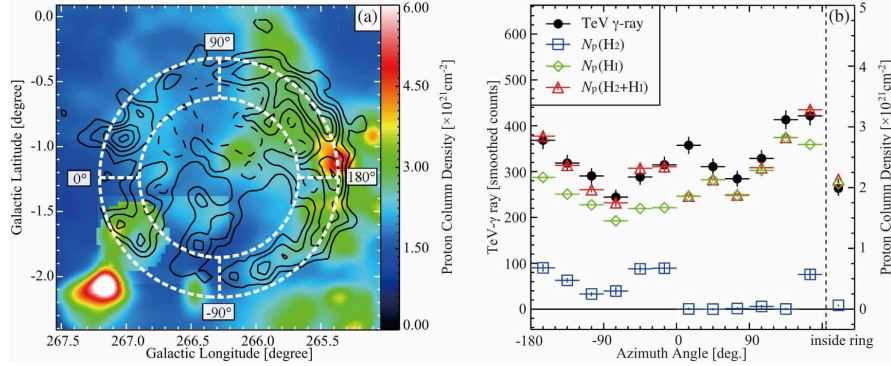 (a)
0.0
-0.5
-1.0
-1.5
-2.0
Galactic Latitude [degree]
90°
0°
180°
-90°
267.5 267.0 266.5 266.0 265.5
Galactic Longitude [degree]
6.00
4.50
3.00
1.50
0.00
Proton Column Density [×10²¹cm⁻²]
(b)
TeV γ-ray
Np(H2)
Np(HI)
Np(H2+HI)
600
500
400
300
200
100
0
TeV-γ ray [smoothed counts]
-180 -90 0 90 inside ring
Azimuth Angle [deg.]
5
4
3
2
1
0
Proton Column Density [×10²¹cm⁻²]